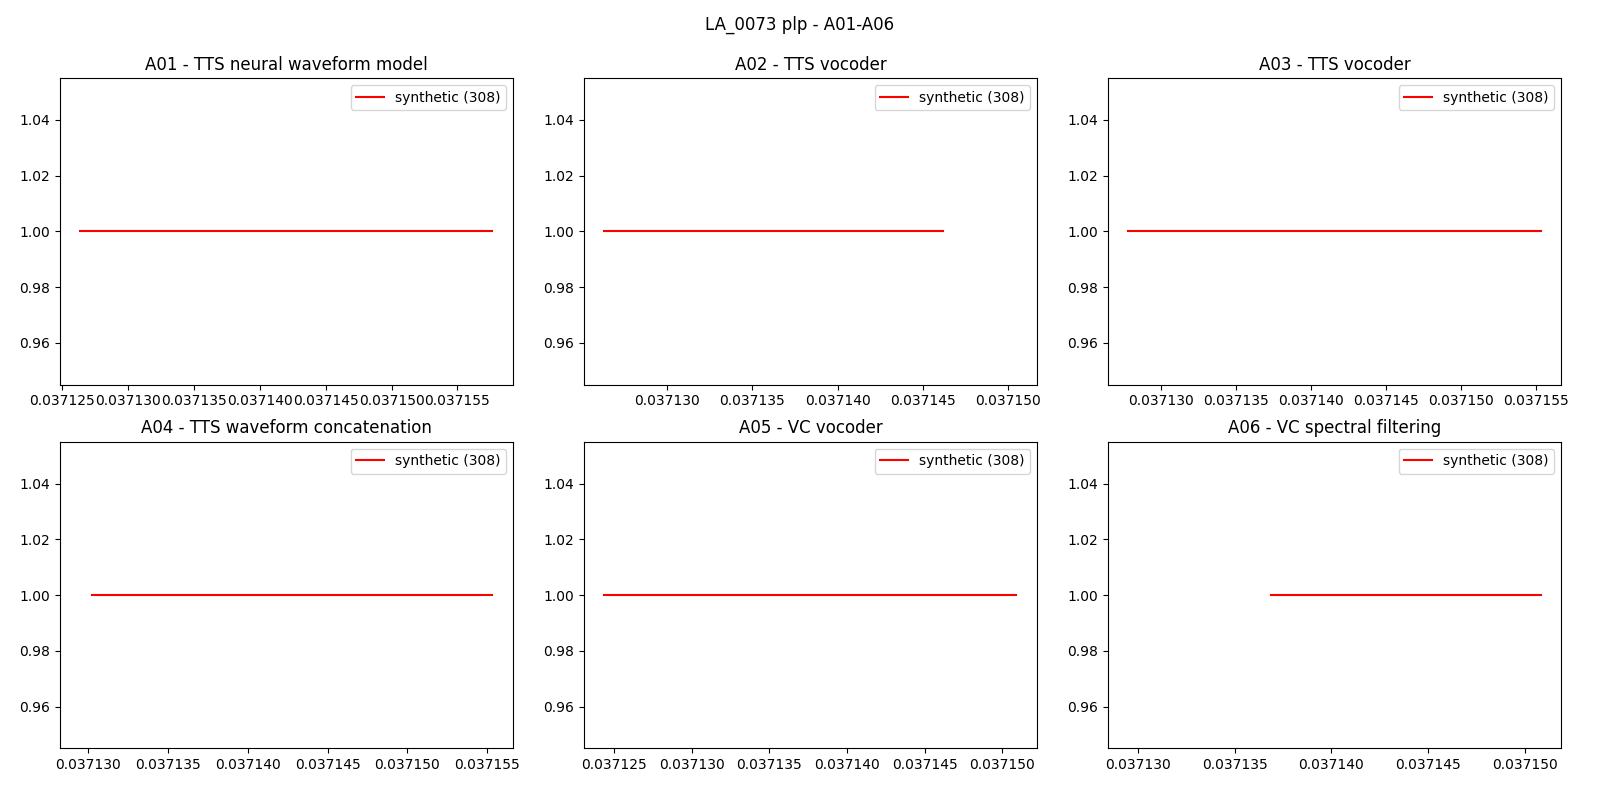 LA_0073 plp - A01-A06
A01 - TTS neural waveform model
A02 - TTS vocoder
A03 - TTS vocoder
synthetic (308)
synthetic (308)
synthetic (308)
1.04
1.02
1.00
0.98
0.96
1.04
1.02
1.00
0.98
0.96
1.04
1.02
1.00
0.98
0.96
0.037125 0.037130 0.037135 0.037140 0.037145 0.037150 0.037155
0.037130 0.037135 0.037140 0.037145 0.037150
0.037130 0.037135 0.037140 0.037145 0.037150 0.037155
A04 - TTS waveform concatenation
A05 - VC vocoder
A06 - VC spectral filtering
synthetic (308)
synthetic (308)
synthetic (308)
1.04
1.02
1.00
0.98
0.96
1.04
1.02
1.00
0.98
0.96
1.04
1.02
1.00
0.98
0.96
0.037130 0.037135 0.037140 0.037145 0.037150 0.037155
0.037125 0.037130 0.037135 0.037140 0.037145 0.037150
0.037130 0.037135 0.037140 0.037145 0.037150